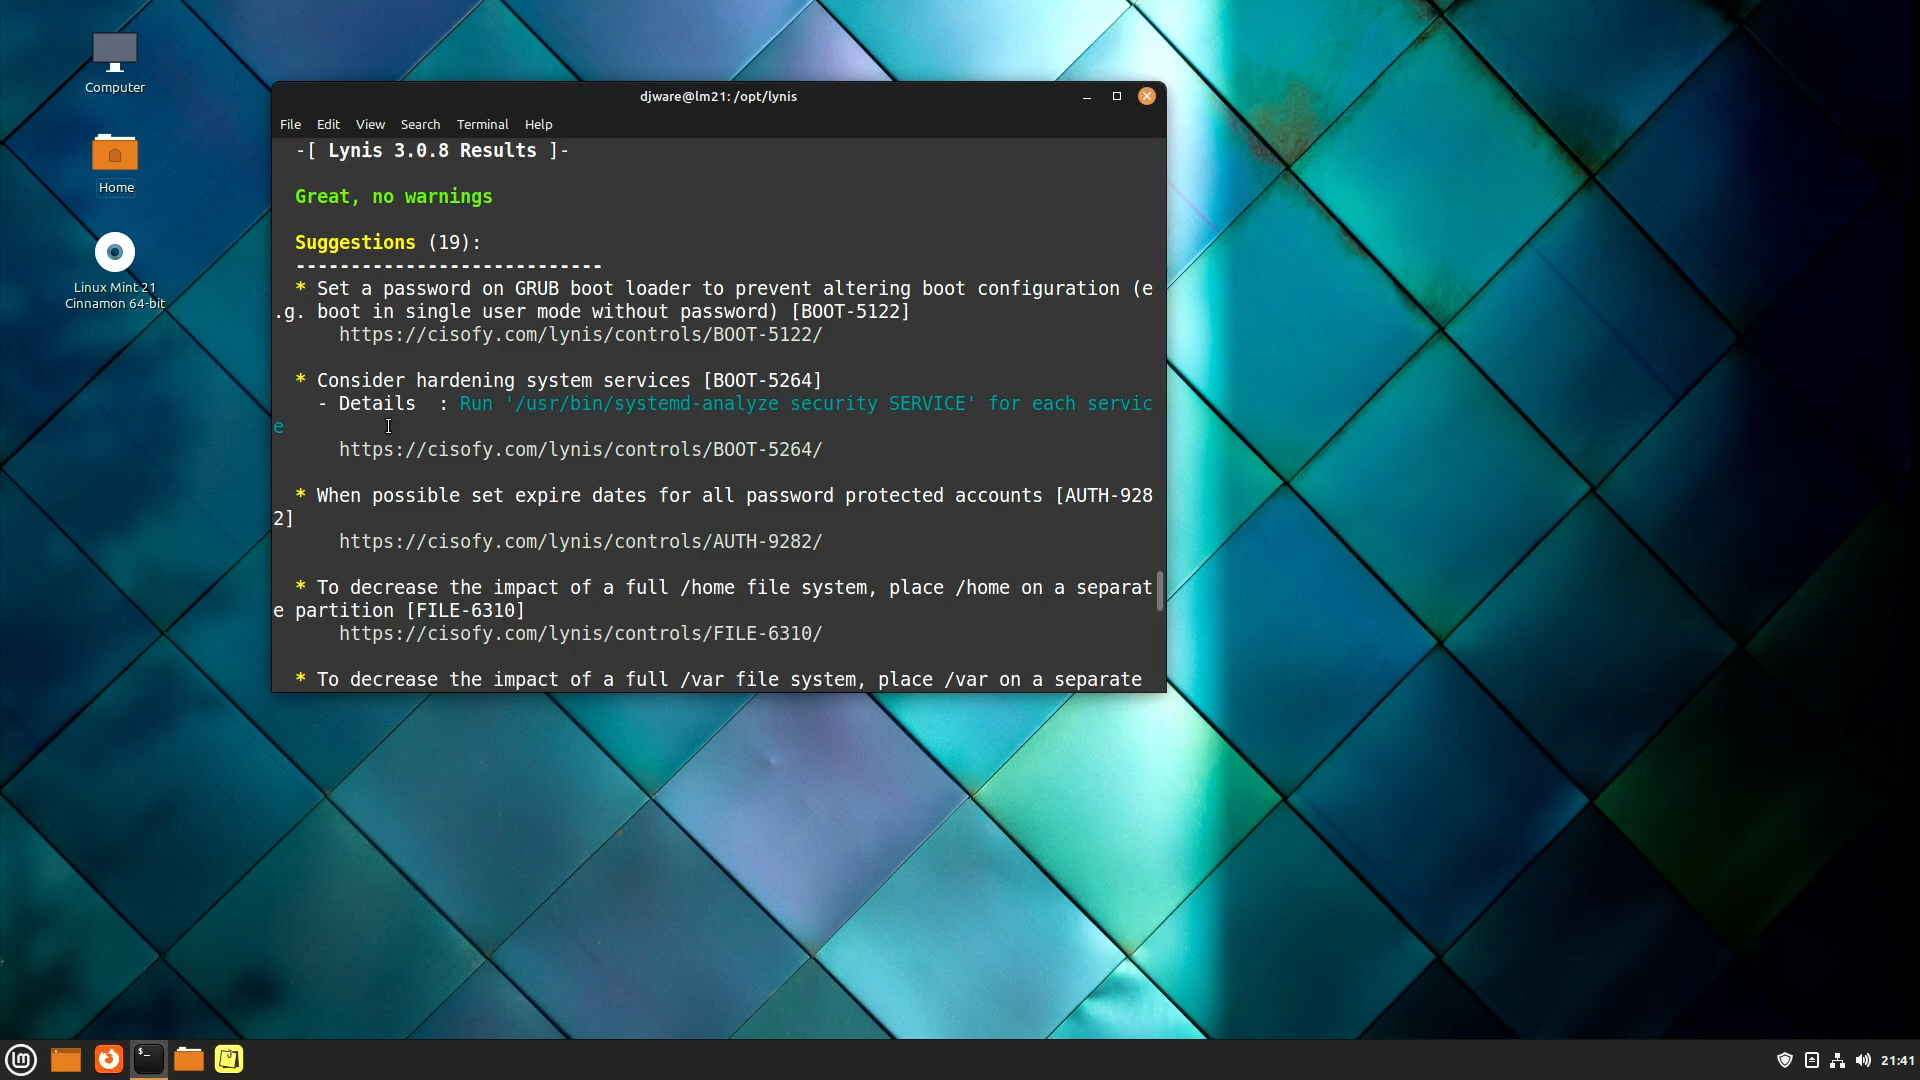 Computer
Home
Linux Mint 21
Cinnamon 64-bit
djware@lm21: /opt/lynis
File Edit View Search Terminal Help
-[ Lynis 3.0.8 Results ]-
Great, no warnings
Suggestions (19):
----------------------------
* Set a password on GRUB boot loader to prevent altering boot configuration (e
.g. boot in single user mode without password) [BOOT-5122]
https://cisofy.com/lynis/controls/BOOT-5122/
* Consider hardening system services [BOOT-5264]
- Details  : Run '/usr/bin/systemd-analyze security SERVICE' for each servic
e
https://cisofy.com/lynis/controls/BOOT-5264/
* When possible set expire dates for all password protected accounts [AUTH-928
2]
https://cisofy.com/lynis/controls/AUTH-9282/
* To decrease the impact of a full /home file system, place /home on a separat
e partition [FILE-6310]
https://cisofy.com/lynis/controls/FILE-6310/
* To decrease the impact of a full /var file system, place /var on a separate
21:41